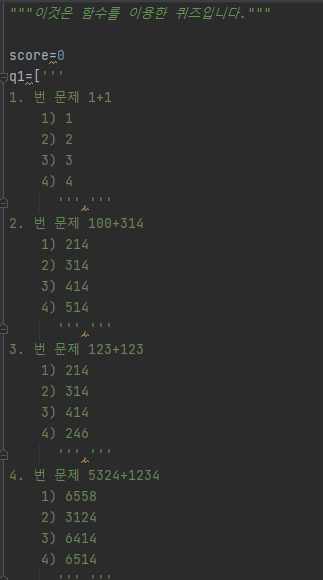 """이것은 함수를 이용한 퀴즈입니다."""
score=0
q1=['''
1. 번 문제 1+1
1) 1
2) 2
3) 3
4) 4
''','''
2. 번 문제 100+314
1) 214
2) 314
3) 414
4) 514
''','''
3. 번 문제 123+123
1) 214
2) 314
3) 414
4) 246
''','''
4. 번 문제 5324+1234
1) 6558
2) 3124
3) 6414
4) 6514
''','''